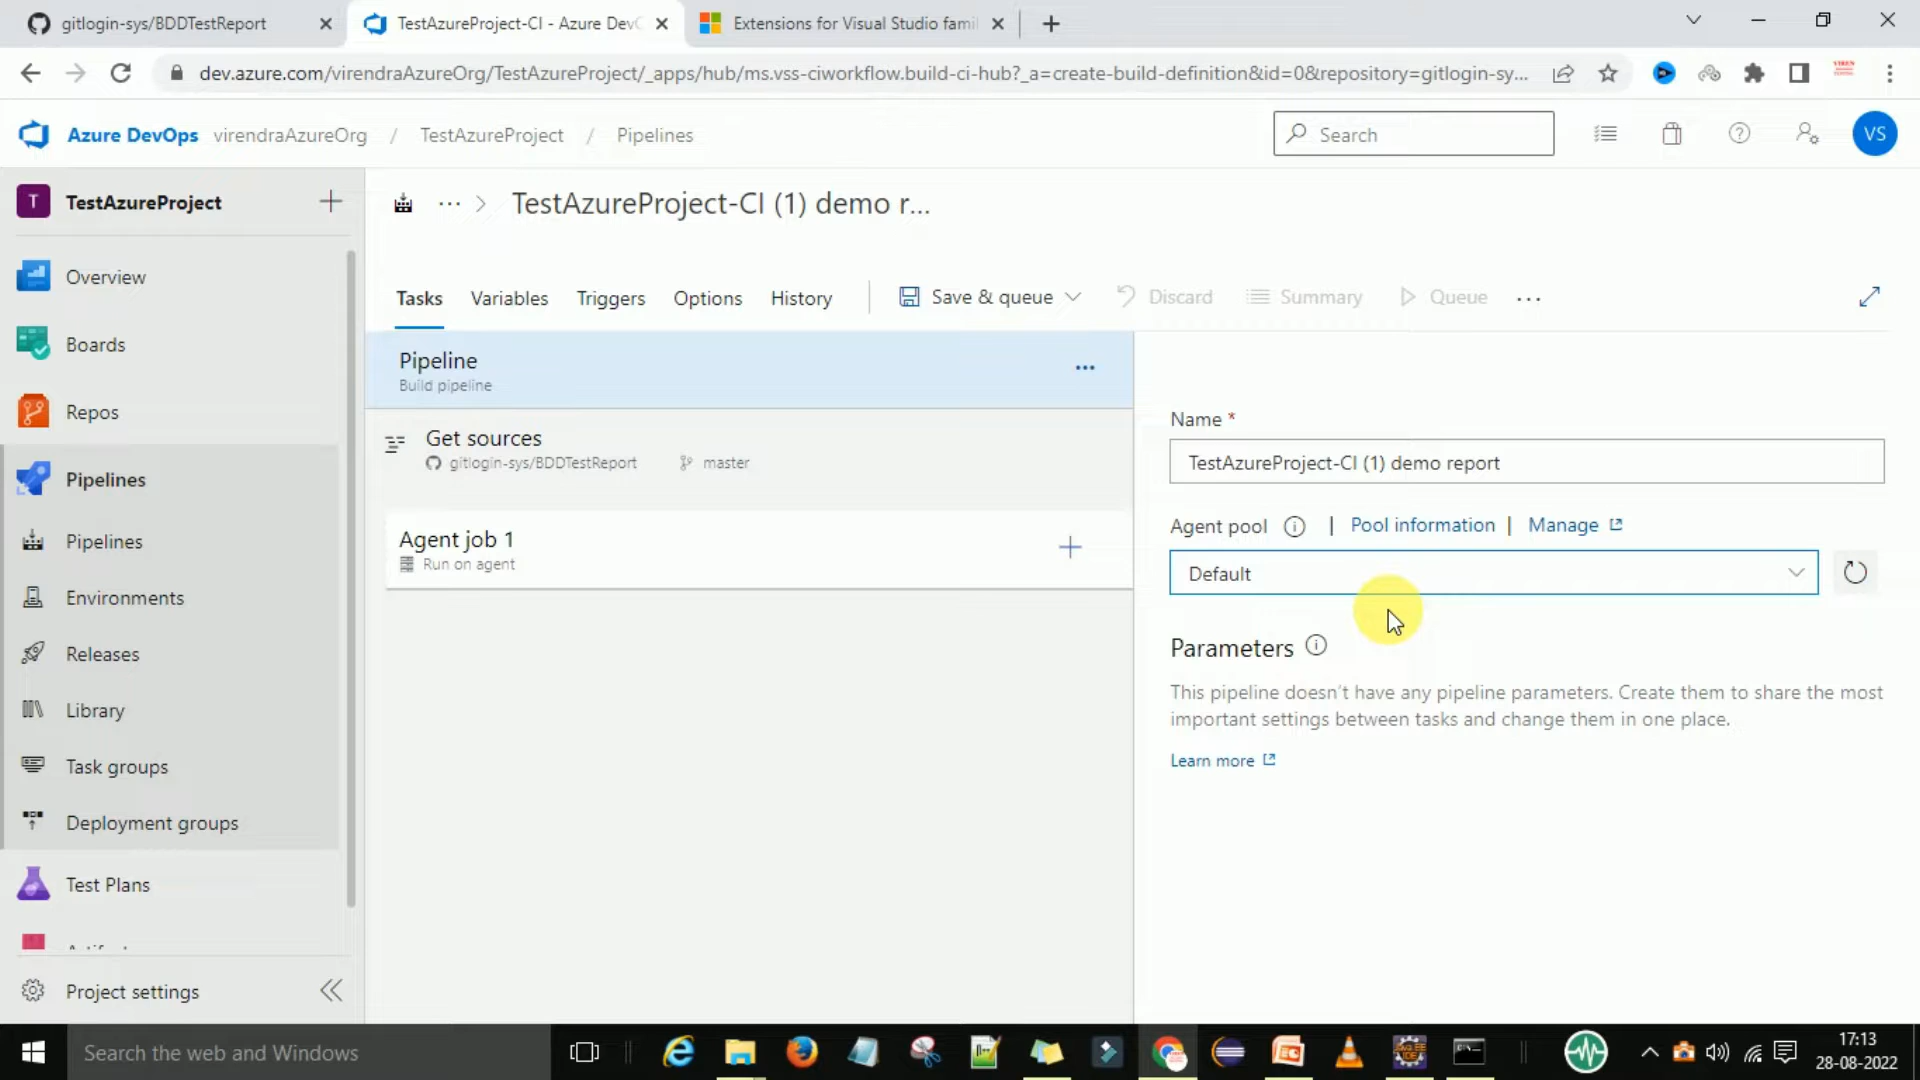 gitlogin-sys/BDDTestReport
TestAzureProject-CI - Azure Dev
Extensions for Visual Studio fami
dev.azure.com/virendraAzureOrg/TestAzureProject/_apps/hub/ms.vss-ciworkflow.build-ci-hub?_a=create-build-definition&id=0&repository=gitlogin-sy...
Azure DevOps virendraAzureOrg / TestAzureProject / Pipelines
Search
VS
T TestAzureProject
TestAzureProject-CI (1) demo r...
Overview
Boards
Repos
Pipelines
Pipelines
Environments
Releases
Library
Task groups
Deployment groups
Test Plans
Project settings
Tasks Variables Triggers Options History Save & queue Discard Summary Queue ...
Pipeline
Build pipeline
Get sources
gitlogin-sys/BDDTestReport master
Agent job 1
Run on agent
Name *
TestAzureProject-CI (1) demo report
Agent pool | Pool information | Manage
Default
Parameters
This pipeline doesn't have any pipeline parameters. Create them to share the most
important settings between tasks and change them in one place.
Learn more
Search the web and Windows
17:13
28-08-2022